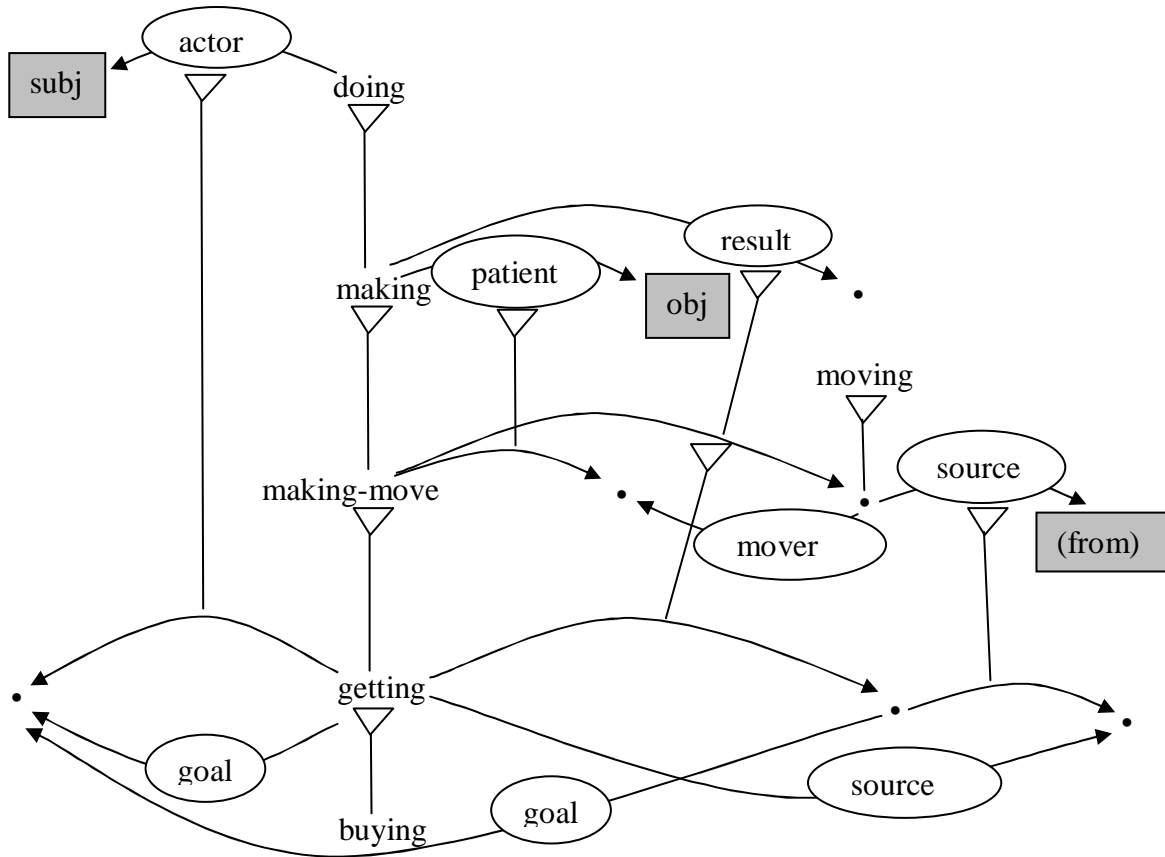 actor
subj
doing
result
patient
making
obj
moving
source
making-move
mover
(from)
getting
goal
source
goal
buying